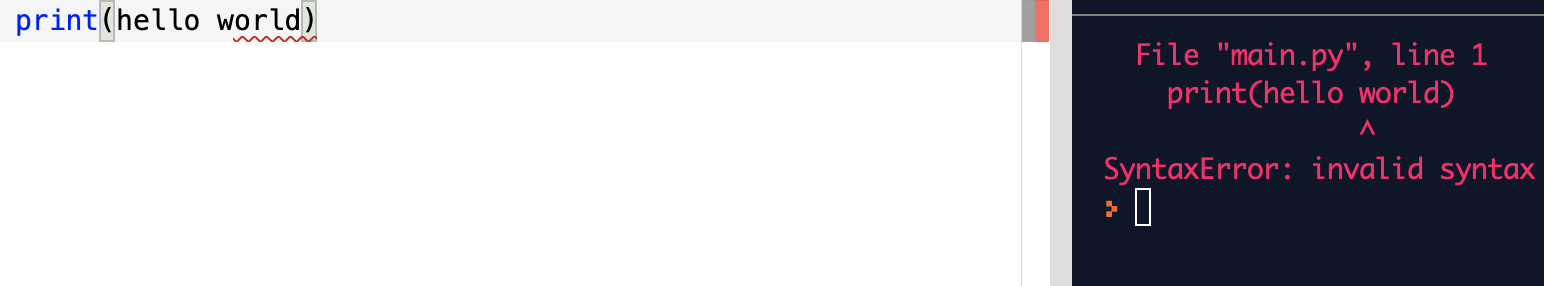 print(hello world)
File "main.py", line 1
print(hello world)
^
SyntaxError: invalid syntax